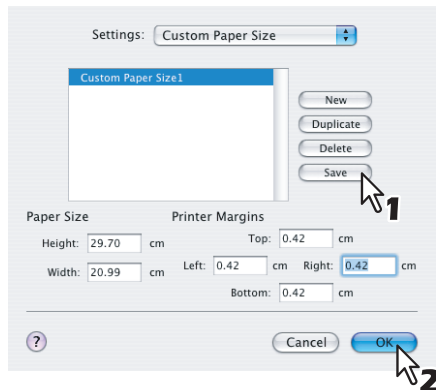 Settings: Custom Paper Size
Custom Paper Size1
New
Duplicate
Delete
Save
1
Paper Size Printer Margins
Height: 29.70 cm Top: 0.42 cm
Width: 20.99 cm Left: 0.42 cm Right: 0.42 cm
Bottom: 0.42 cm
? Cancel OK
2